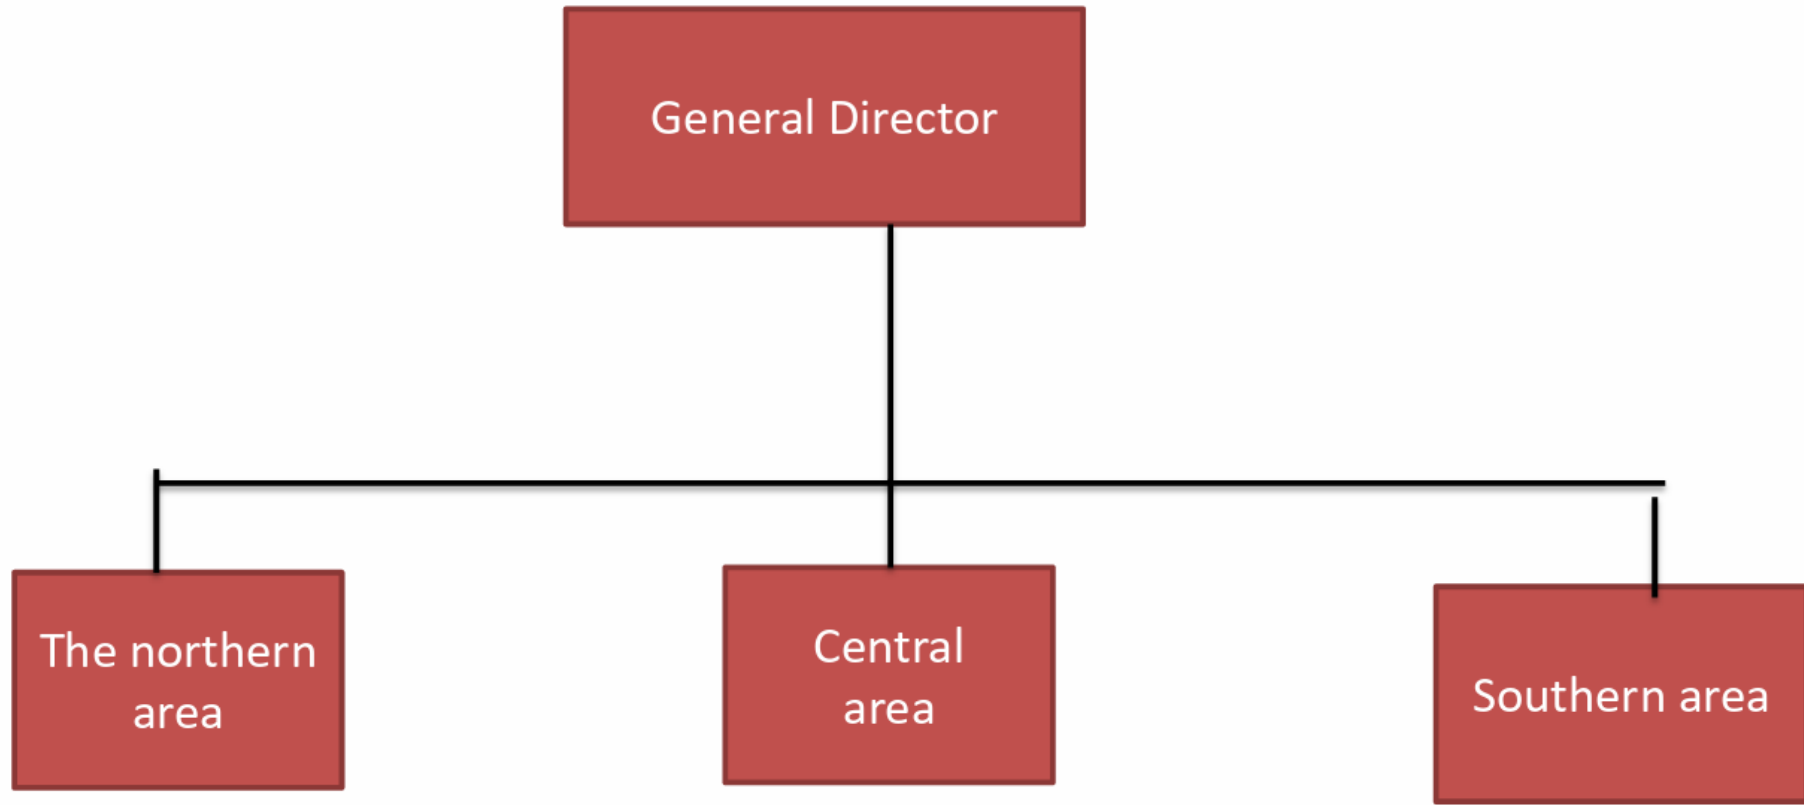 General Director
The northern
area
Central
area
Southern area